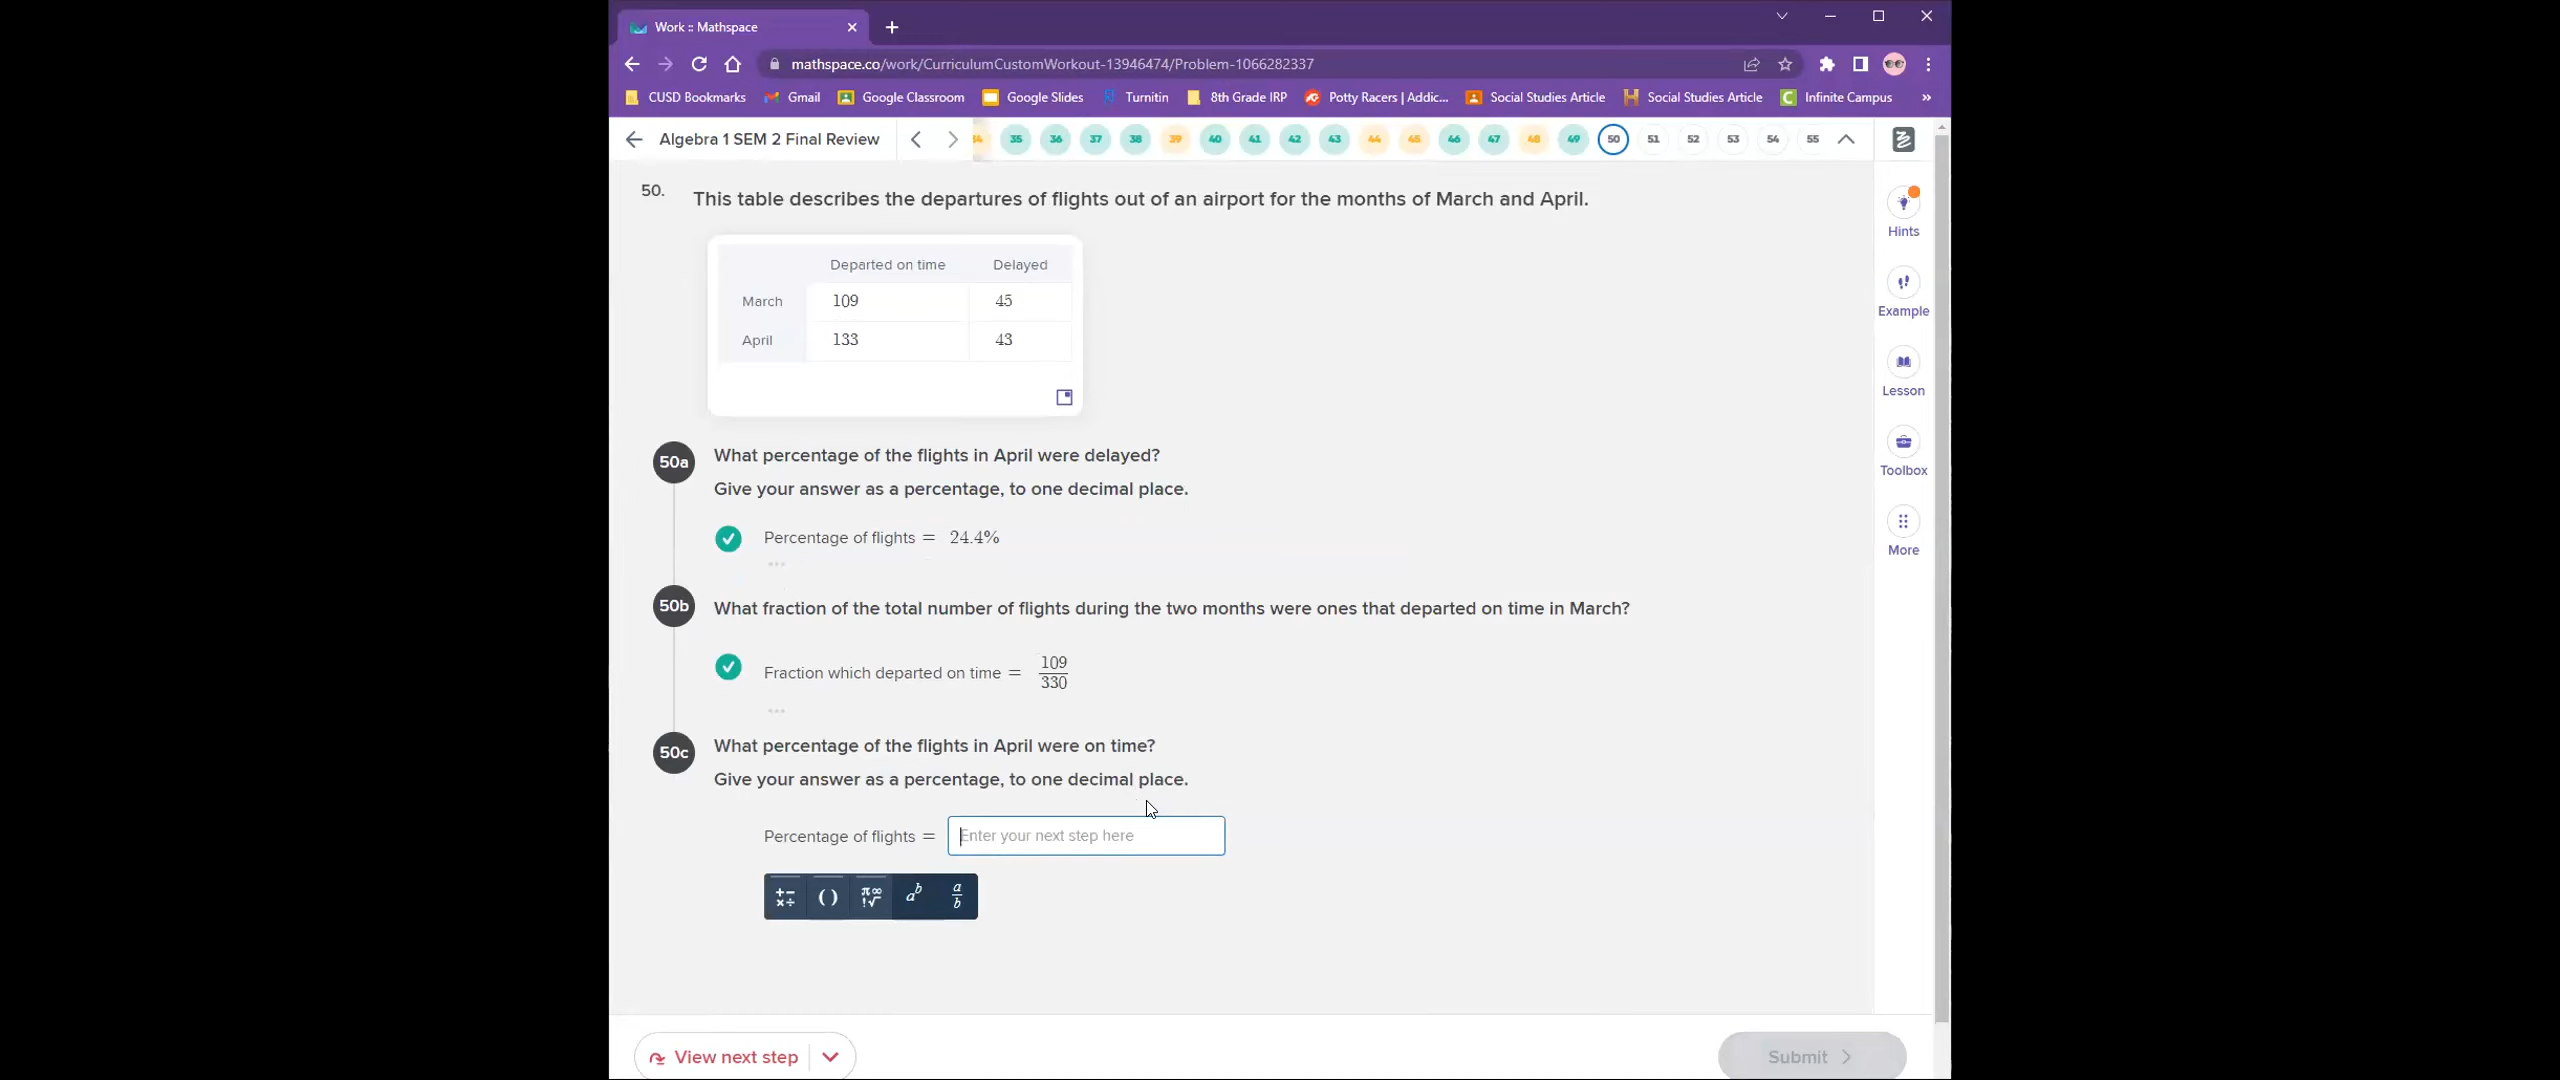 Work :: Mathspace
mathspace.co/work/CurriculumCustomWorkout-13946474/Problem-1066282337
CUSD Bookmarks Gmail Google Classroom Google Slides Turnitin 8th Grade IRP Potty Racers | Addic... Social Studies Article Social Studies Article Infinite Campus »
Algebra 1 SEM 2 Final Review 34 35 36 37 38 39 40 41 42 43 44 45 46 47 48 49 50 51 52 53 54 55
50. This table describes the departures of flights out of an airport for the months of March and April.
Hints
Departed on time Delayed
March 109 45
April 133 43
Example
Lesson
Toolbox
More
50a What percentage of the flights in April were delayed?
Give your answer as a percentage, to one decimal place.
Percentage of flights = 24.4%
...
50b What fraction of the total number of flights during the two months were ones that departed on time in March?
Fraction which departed on time = 109/330
...
50c What percentage of the flights in April were on time?
Give your answer as a percentage, to one decimal place.
Percentage of flights = Enter your next step here
+− ×÷ ( ) π∞ !√ a^b a/b
View next step
Submit